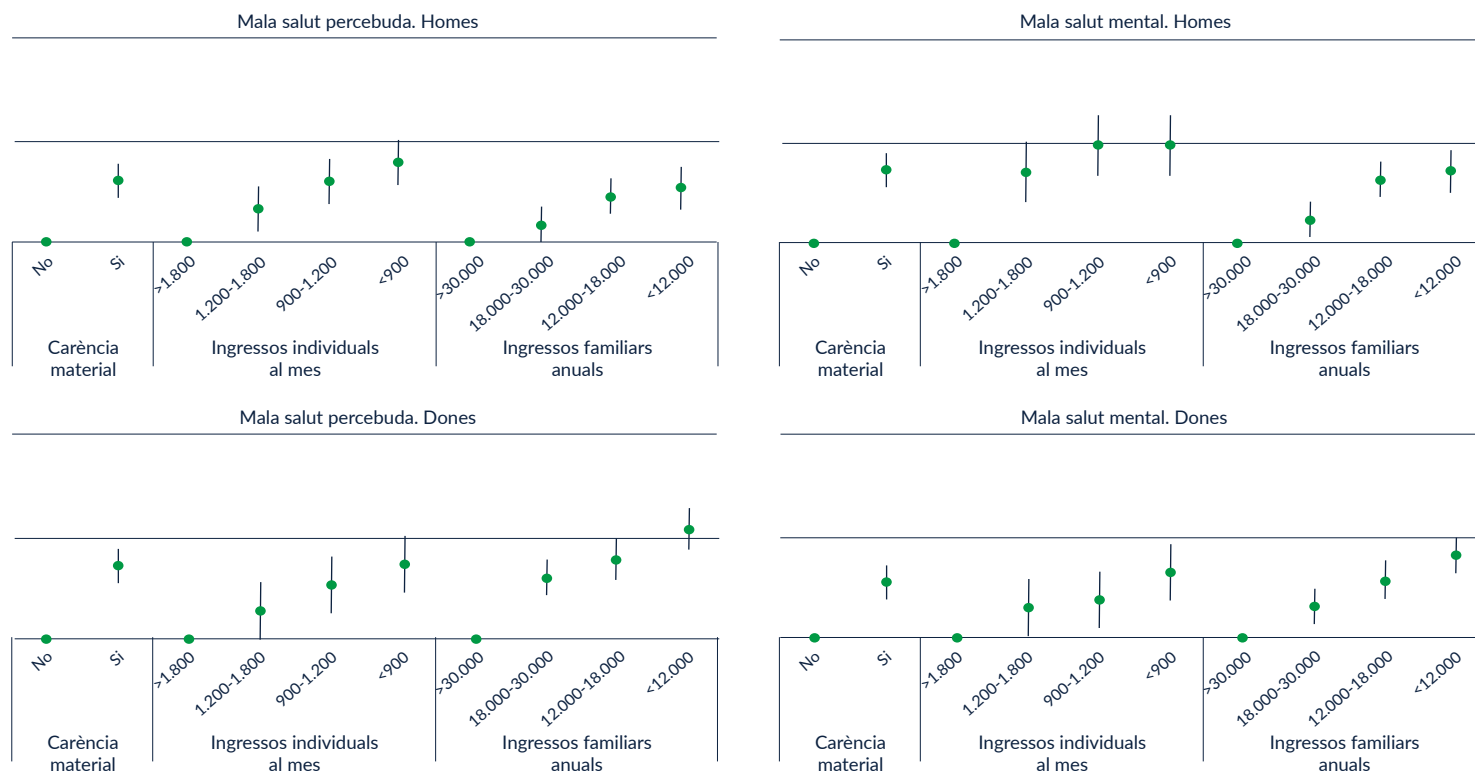 Mala salut percebuda. Homes
No
Si
>1.800
1.200-1.800
900-1.200
<900
>30.000
18.000-30.000
12.000-18.000
<12.000
Carència
material
Ingressos individuals
al mes
Ingressos familiars
anuals
Mala salut mental. Homes
No
Si
>1.800
1.200-1.800
900-1.200
<900
>30.000
18.000-30.000
12.000-18.000
<12.000
Carència
material
Ingressos individuals
al mes
Ingressos familiars
anuals
Mala salut percebuda. Dones
No
Si
>1.800
1.200-1.800
900-1.200
<900
>30.000
18.000-30.000
12.000-18.000
<12.000
Carència
material
Ingressos individuals
al mes
Ingressos familiars
anuals
Mala salut mental. Dones
No
Si
>1.800
1.200-1.800
900-1.200
<900
>30.000
18.000-30.000
12.000-18.000
<12.000
Carència
material
Ingressos individuals
al mes
Ingressos familiars
anuals